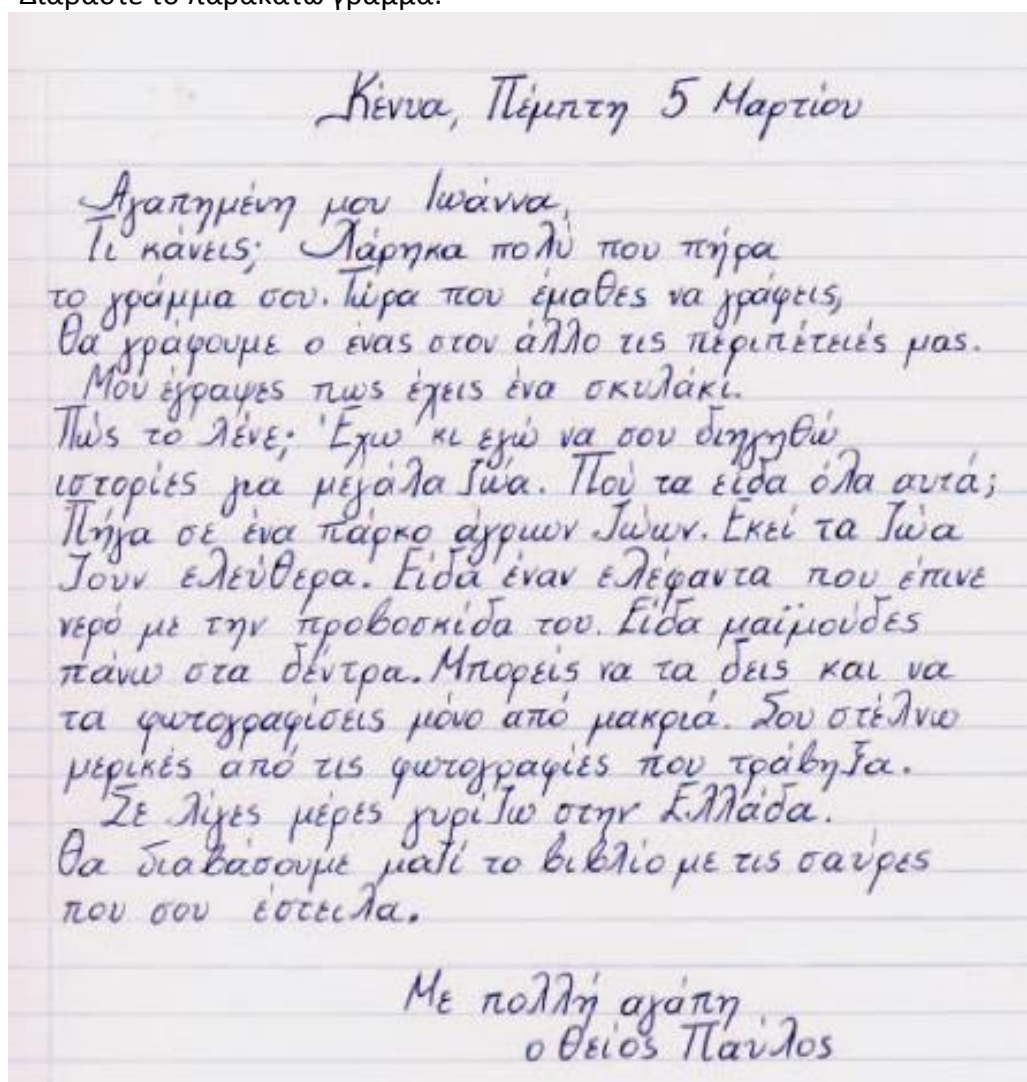 Διαβάστε το παρακάτω γράμμα:
Κένυα, Πέμπτη 5 Μαρτίου
Αγαπημένη μου Ιωάννα,
Τι κάνεις; Χάρηκα πολύ που πήρα
το γράμμα σου. Τώρα που έμαθες να γράφεις,
θα γράφουμε ο ένας στον άλλο τις περιπέτειές μας.
Μου έγραψες πως έχεις ένα σκυλάκι.
Πώς το λένε; Έχω κι εγώ να σου διηγηθώ
ιστορίες για μεγάλα ζώα. Πού τα είδα όλα αυτά;
Πήγα σε ένα πάρκο άγριων ζώων. Εκεί τα ζώα
ζουν ελεύθερα. Είδα έναν ελέφαντα που έπινε
νερό με την προβοσκίδα του. Είδα μαϊμούδες
πάνω στα δέντρα. Μπορείς να τα δεις και να
τα φωτογραφίσεις μόνο από μακριά. Σου στέλνω
μερικές από τις φωτογραφίες που τράβηξα.
Σε λίγες μέρες γυρίζω στην Ελλάδα.
Θα διαβάσουμε μαζί το βιβλίο με τις σαύρες
που σου έστειλα.
Με πολλή αγάπη
ο θείος Παύλος